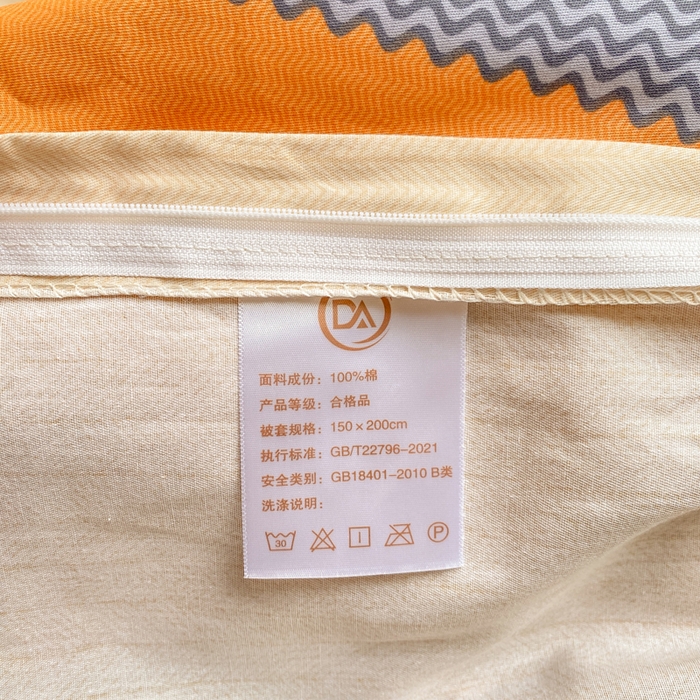 DA
面料成份：100%棉
产品等级：合格品
被套规格：150×200cm
执行标准：GB/T22796-2021
安全类别：GB18401-2010 B类
洗涤说明：
30 P